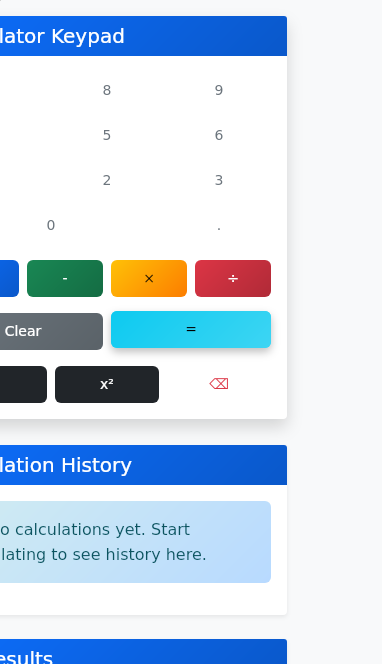 lator Keypad
8 9
5 6
2 3
0 .
- × ÷
Clear =
x² ⌫
lation History
o calculations yet. Start
lating to see history here.
esults